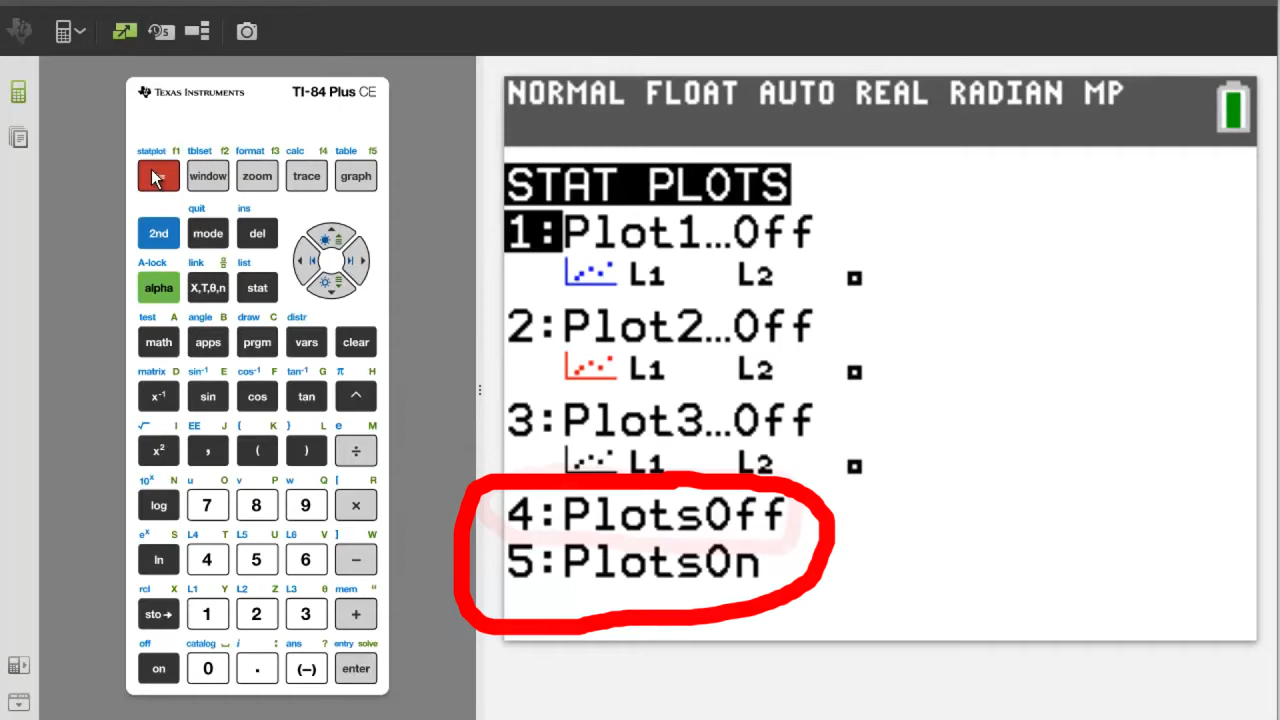 NORMAL FLOAT AUTO REAL RADIAN MP
STAT PLOTS
1:Plot1…Off
L1 L2
2:Plot2…Off
L1 L2
3:Plot3…Off
L1 L2
4:PlotsOff
5:PlotsOn
TEXAS INSTRUMENTS TI-84 Plus CE
statplot f1 tblset f2 format f3 calc f4 table f5
window zoom trace graph
quit ins
2nd mode del
A-lock link list
alpha X,T,θ,n stat
test A angle B draw C distr
math apps prgm vars clear
matrix D sin⁻¹ E cos⁻¹ F tan⁻¹ G π H
x⁻¹ sin cos tan ^
√ I EE J { K } L e M
x² , ( ) ÷
10ˣ N u O v P w Q [ R
log 7 8 9 ×
eˣ S L4 T L5 U L6 V ] W
ln 4 5 6 −
rcl X L1 Y L2 Z L3 θ mem "
sto→ 1 2 3 +
off catalog ⎵ i : ans ? entry solve
on 0 . (−) enter